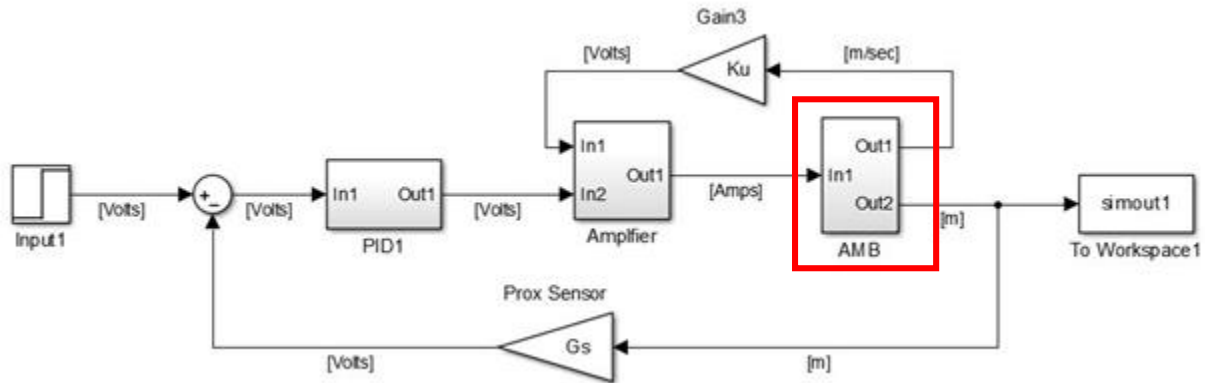 Gain3
[Volts]
Ku
[m/sec]
In1
In2
Out1
Amplfier
[Amps]
In1
Out1
Out2
AMB
[m]
simout1
To Workspace1
Input1
[Volts]
+
−
[Volts]
In1
Out1
PID1
[Volts]
Prox Sensor
Gs
[Volts]
[m]